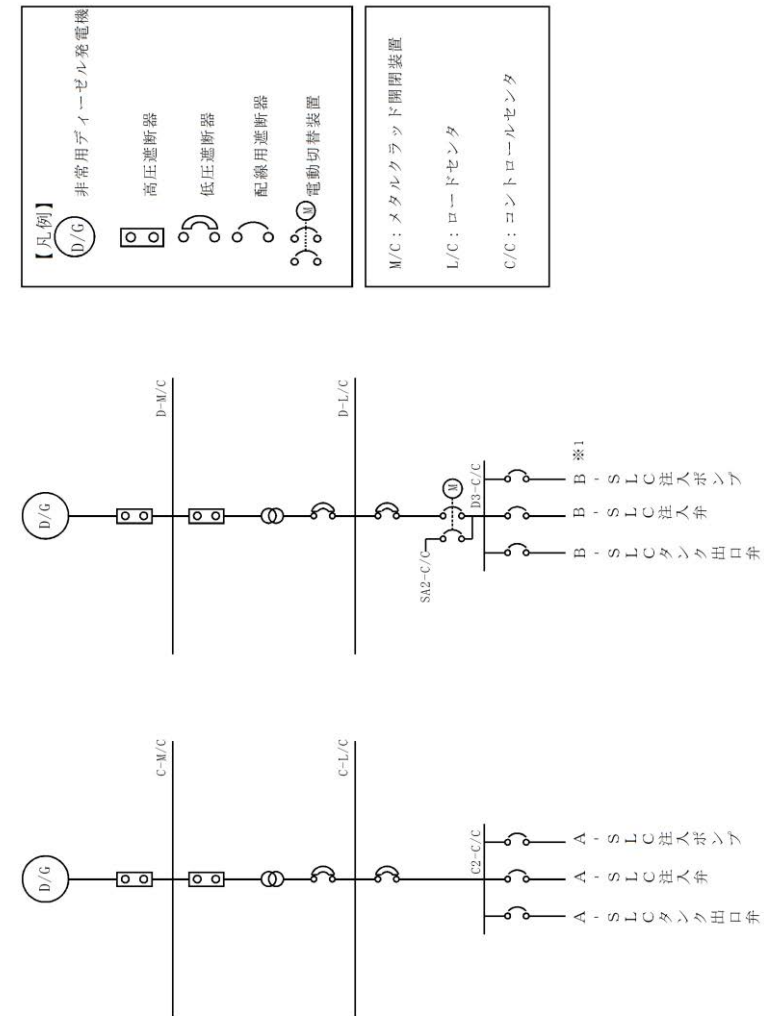 【凡例】
D/G
非常用ディーゼル発電機
高圧遮断器
低圧遮断器
配線用遮断器
M
電動切替装置
M/C：メタルクラッド開閉装置
L/C：ロードセンタ
C/C：コントロールセンタ
D/G
D-M/C
D-L/C
SA2-C/C
M
D3-C/C
※1
B-SLC注入ポンプ
B-SLC注入弁
B-SLCタンク出口弁
D/G
C-M/C
C-L/C
C2-C/C
A-SLC注入ポンプ
A-SLC注入弁
A-SLCタンク出口弁